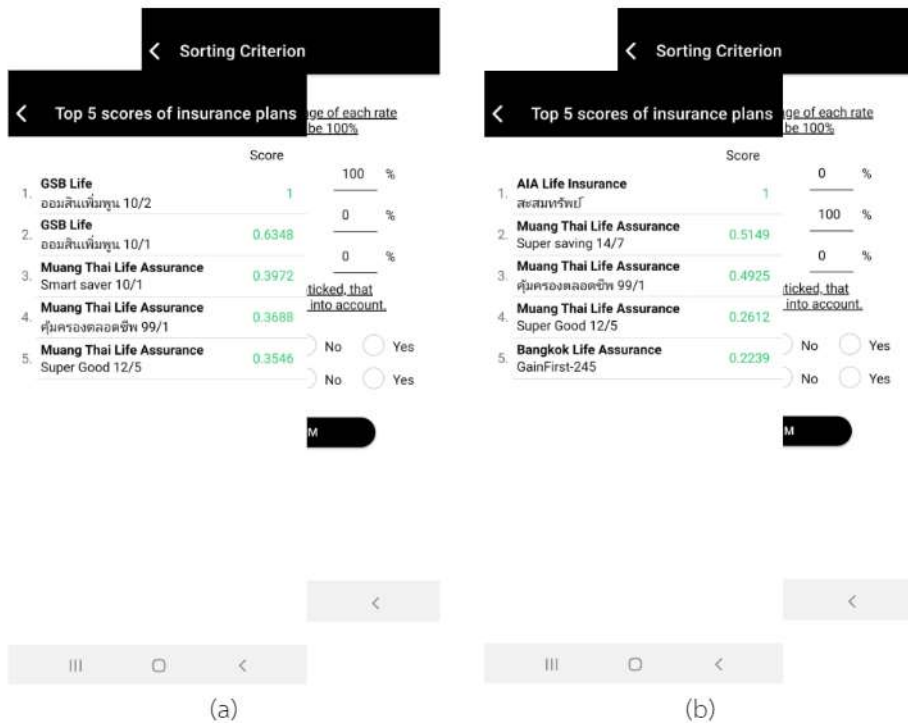 Sorting Criterion
Top 5 scores of insurance plans
ge of each rate
be 100%
Score
1. GSB Life
ออมสินเพิ่มพูน 10/2
1
2. GSB Life
ออมสินเพิ่มพูน 10/1
0.6348
3. Muang Thai Life Assurance
Smart saver 10/1
0.3972
4. Muang Thai Life Assurance
คุ้มครองตลอดชีพ 99/1
0.3688
5. Muang Thai Life Assurance
Super Good 12/5
0.3546
100 %
0 %
0 %
ticked, that
into account.
No Yes
No Yes
M
(a)
Sorting Criterion
Top 5 scores of insurance plans
ge of each rate
be 100%
Score
1. AIA Life Insurance
สะสมทรัพย์
1
2. Muang Thai Life Assurance
Super saving 14/7
0.5149
3. Muang Thai Life Assurance
คุ้มครองตลอดชีพ 99/1
0.4925
4. Muang Thai Life Assurance
Super Good 12/5
0.2612
5. Bangkok Life Assurance
GainFirst-245
0.2239
0 %
100 %
0 %
ticked, that
into account.
No Yes
No Yes
M
(b)